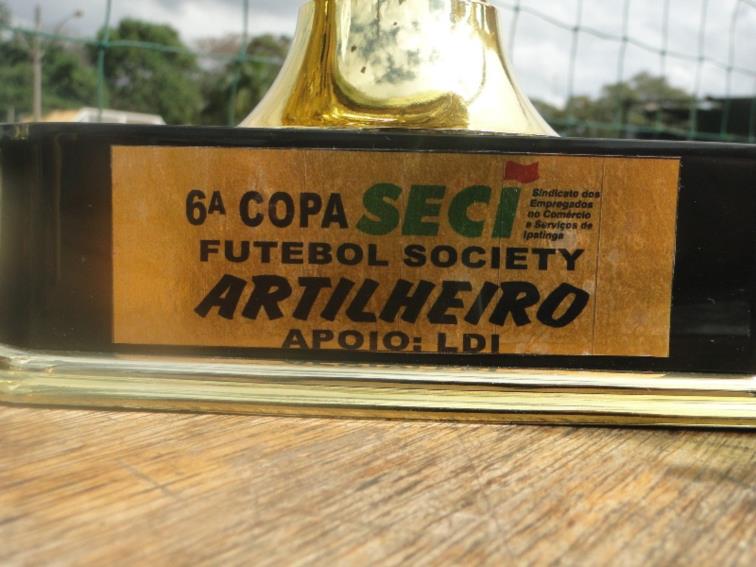 6ª COPA SECI
Sindicato dos
Empregados
no Comércio
e Serviços de
Ipatinga
FUTEBOL SOCIETY
ARTILHEIRO
APOIO: LDI